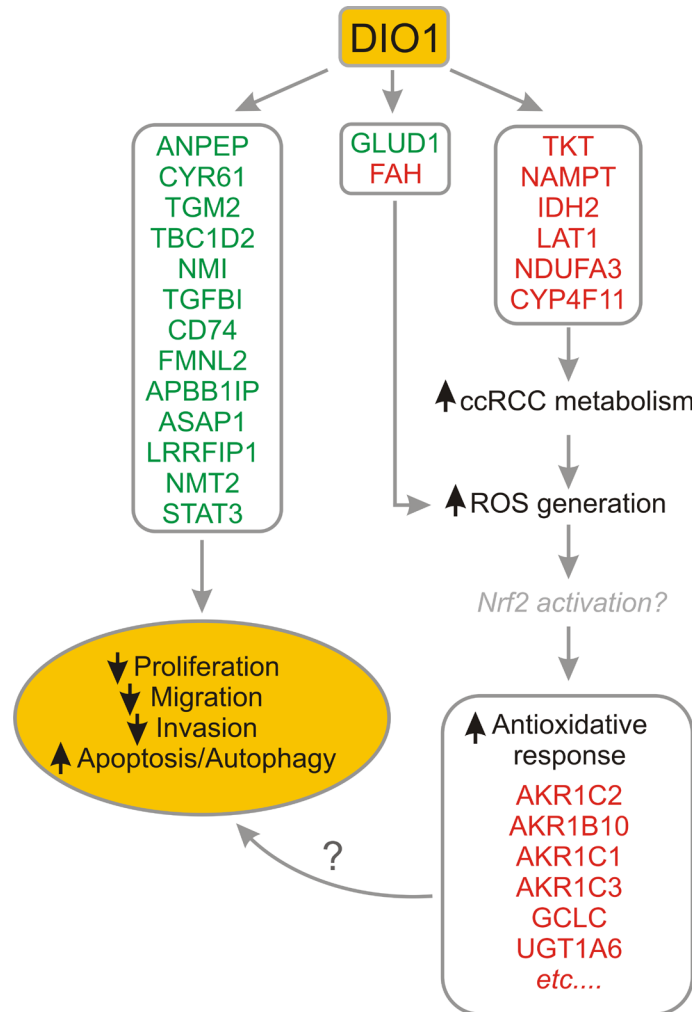 DIO1
ANPEP
CYR61
TGM2
TBC1D2
NMI
TGFBI
CD74
FMNL2
APBB1IP
ASAP1
LRRFIP1
NMT2
STAT3
GLUD1
FAH
TKT
NAMPT
IDH2
LAT1
NDUFA3
CYP4F11
ccRCC metabolism
ROS generation
Nrf2 activation?
Proliferation
Migration
Invasion
Apoptosis/Autophagy
?
Antioxidative
response
AKR1C2
AKR1B10
AKR1C1
AKR1C3
GCLC
UGT1A6
etc....